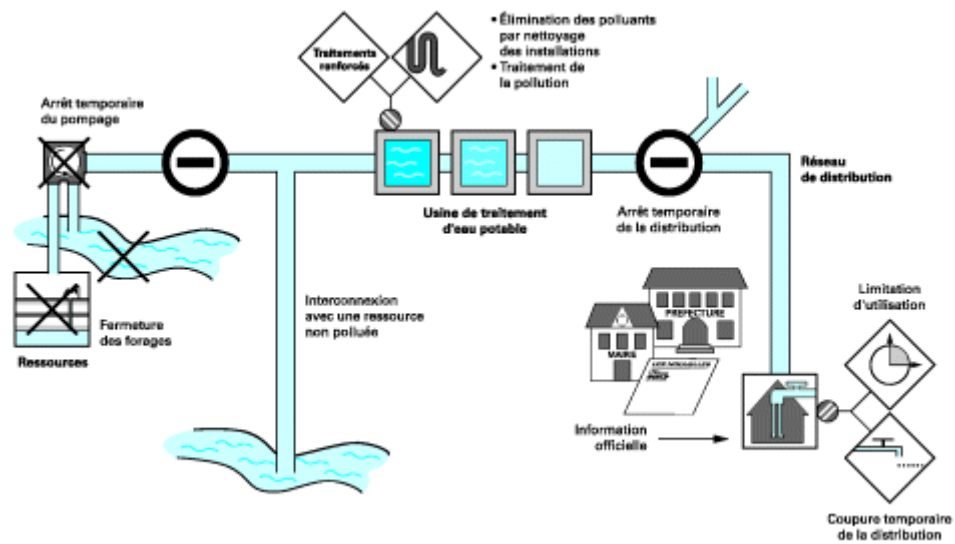 Traitements
renforcés
• Élimination des polluants
par nettoyage
des installations
• Traitement de
la pollution
Arrêt temporaire
du pompage
Réseau
de distribution
Usine de traitement
d'eau potable
Arrêt temporaire
de la distribution
Interconnexion
avec une ressource
non polluée
Fermeture
des forages
Ressources
PREFECTURE
MAIRIE
Limitation
d'utilisation
Information
officielle
Coupure temporaire
de la distribution